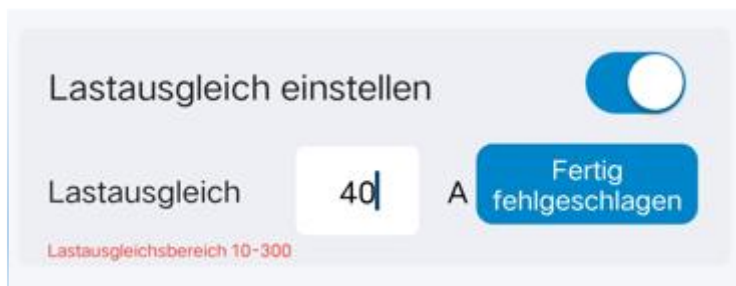 Lastausgleich einstellen
Lastausgleich 40 A Fertig
fehlgeschlagen
Lastausgleichsbereich 10-300